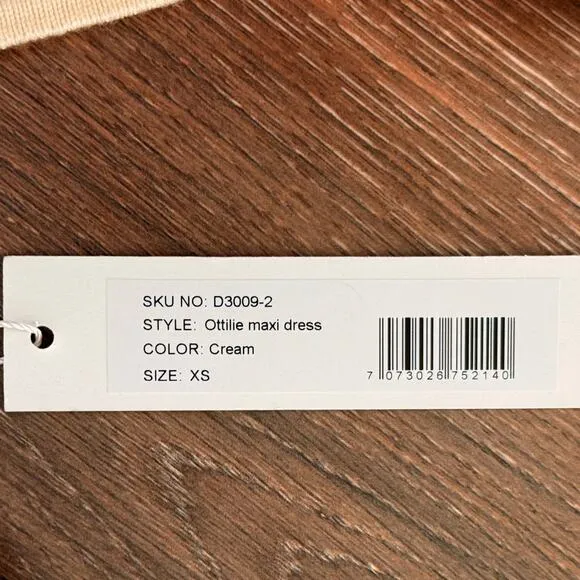 SKU NO: D3009-2
STYLE: Ottilie maxi dress
COLOR: Cream
SIZE: XS
7 073026 752140